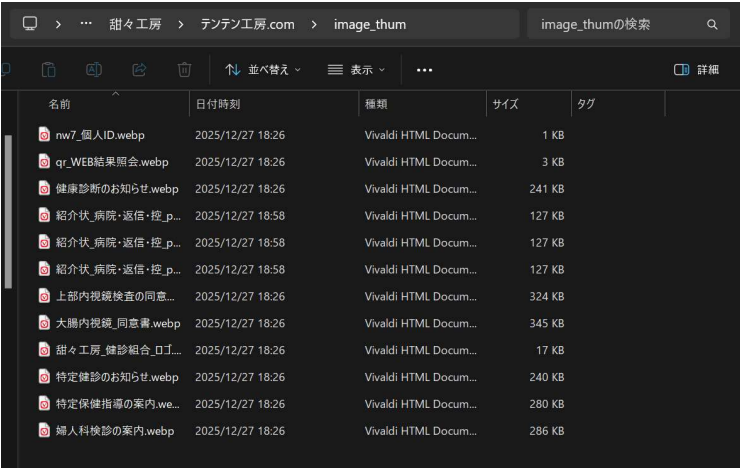 … 甜々工房 > テンテン工房.com > image_thum image_thumの検索
並べ替え 表示 … 詳細
名前 日付時刻 種類 サイズ タグ
nw7_個人ID.webp 2025/12/27 18:26 Vivaldi HTML Docum... 1 KB
qr_WEB結果照会.webp 2025/12/27 18:26 Vivaldi HTML Docum... 3 KB
健康診断のお知らせ.webp 2025/12/27 18:26 Vivaldi HTML Docum... 241 KB
紹介状_病院・返信・控_p... 2025/12/27 18:58 Vivaldi HTML Docum... 127 KB
紹介状_病院・返信・控_p... 2025/12/27 18:58 Vivaldi HTML Docum... 127 KB
紹介状_病院・返信・控_p... 2025/12/27 18:58 Vivaldi HTML Docum... 127 KB
上部内視鏡検査の同意... 2025/12/27 18:26 Vivaldi HTML Docum... 324 KB
大腸内視鏡_同意書.webp 2025/12/27 18:26 Vivaldi HTML Docum... 345 KB
甜々工房_健診組合_ロゴ.... 2025/12/27 18:26 Vivaldi HTML Docum... 17 KB
特定健診のお知らせ.webp 2025/12/27 18:26 Vivaldi HTML Docum... 240 KB
特定保健指導の案内.we... 2025/12/27 18:26 Vivaldi HTML Docum... 280 KB
婦人科検診の案内.webp 2025/12/27 18:26 Vivaldi HTML Docum... 286 KB